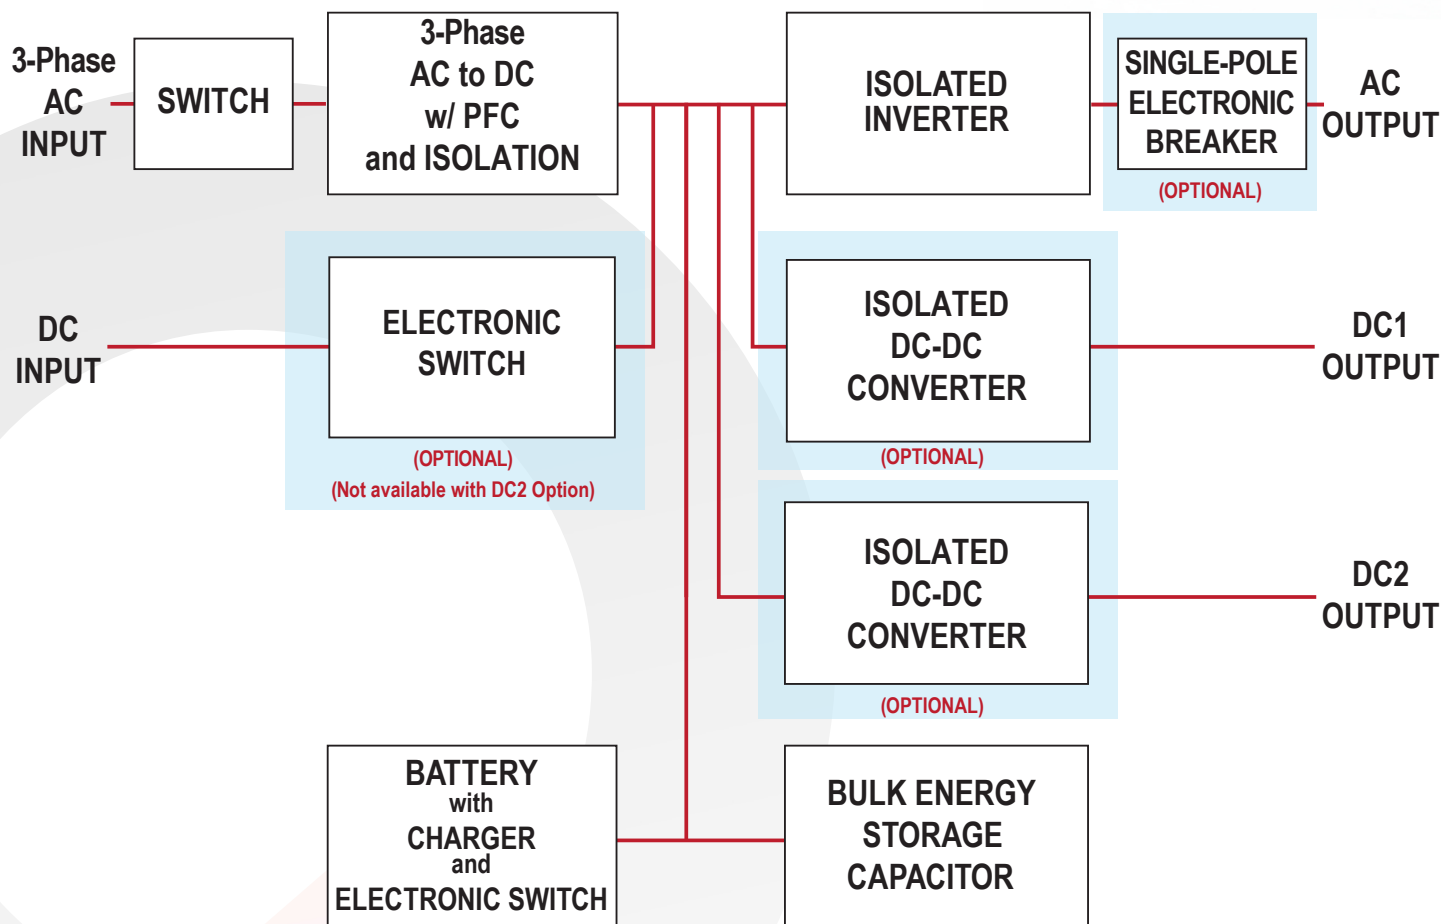 3-Phase
AC
INPUT
SWITCH
3-Phase
AC to DC
w/ PFC
and ISOLATION
ISOLATED
INVERTER
SINGLE-POLE
ELECTRONIC
BREAKER
(OPTIONAL)
AC
OUTPUT
DC
INPUT
ELECTRONIC
SWITCH
(OPTIONAL)
(Not available with DC2 Option)
ISOLATED
DC-DC
CONVERTER
(OPTIONAL)
DC1
OUTPUT
ISOLATED
DC-DC
CONVERTER
(OPTIONAL)
DC2
OUTPUT
BATTERY
with
CHARGER
and
ELECTRONIC SWITCH
BULK ENERGY
STORAGE
CAPACITOR